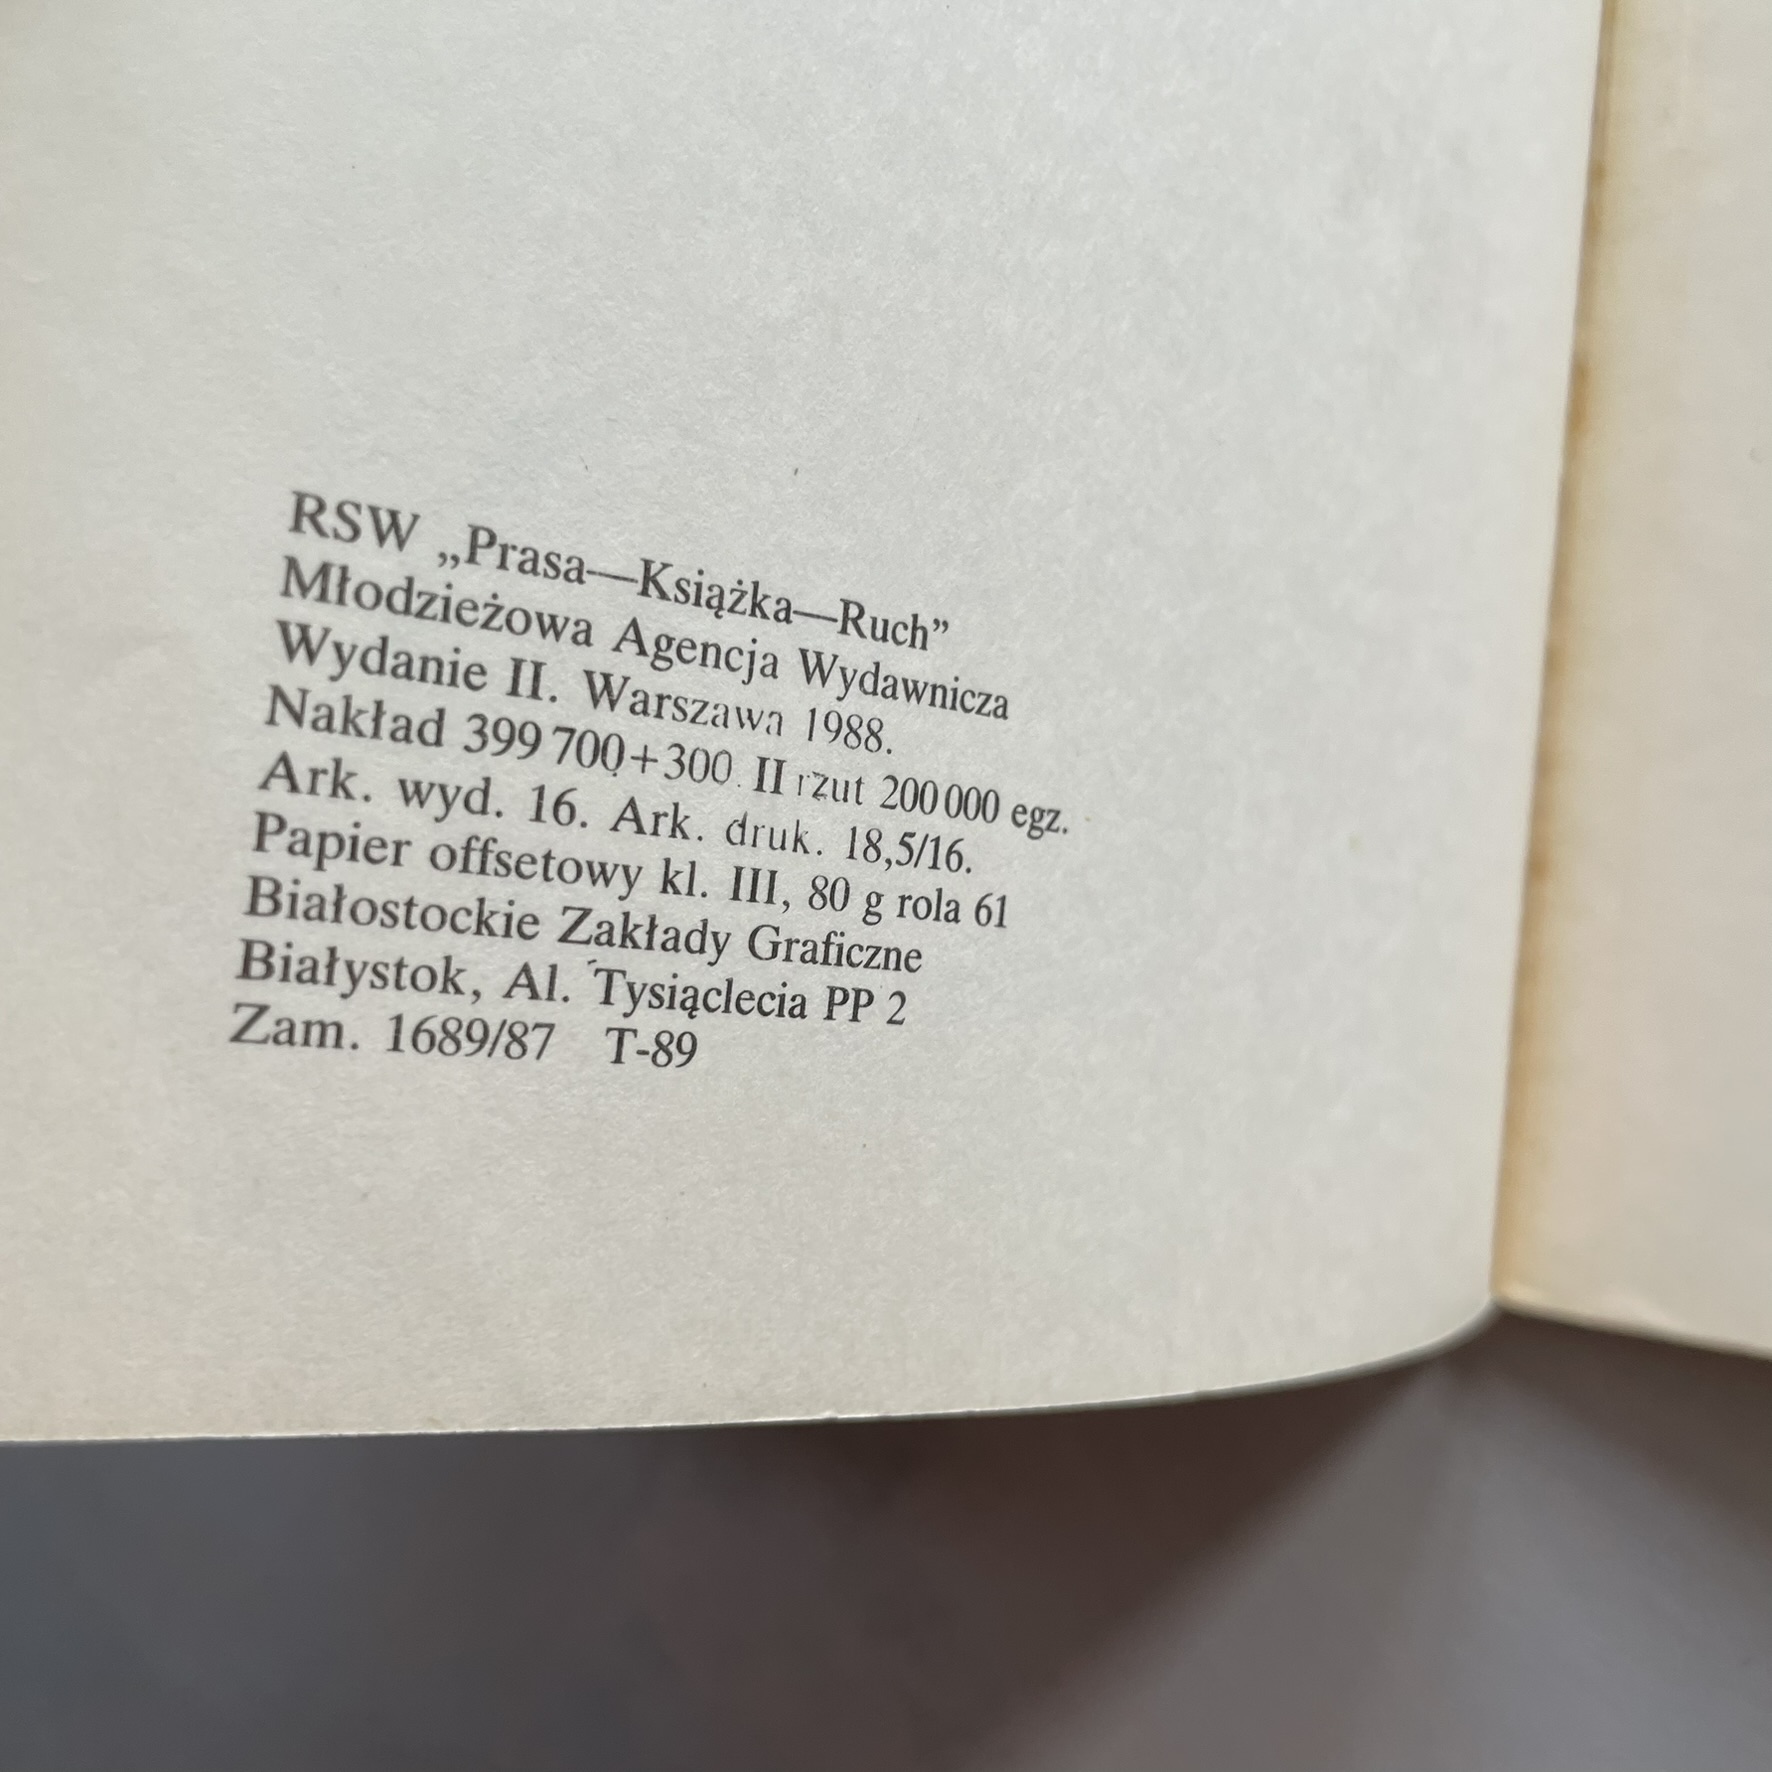 RSW „Prasa—Książka—Ruch”
Młodzieżowa Agencja Wydawnicza
Wydanie II. Warszawa 1988.
Nakład 399 700+300. II rzut 200 000 egz.
Ark. wyd. 16. Ark. druk. 18,5/16.
Papier offsetowy kl. III, 80 g rola 61
Białostockie Zakłady Graficzne
Białystok, Al. Tysiąclecia PP 2
Zam. 1689/87 T-89